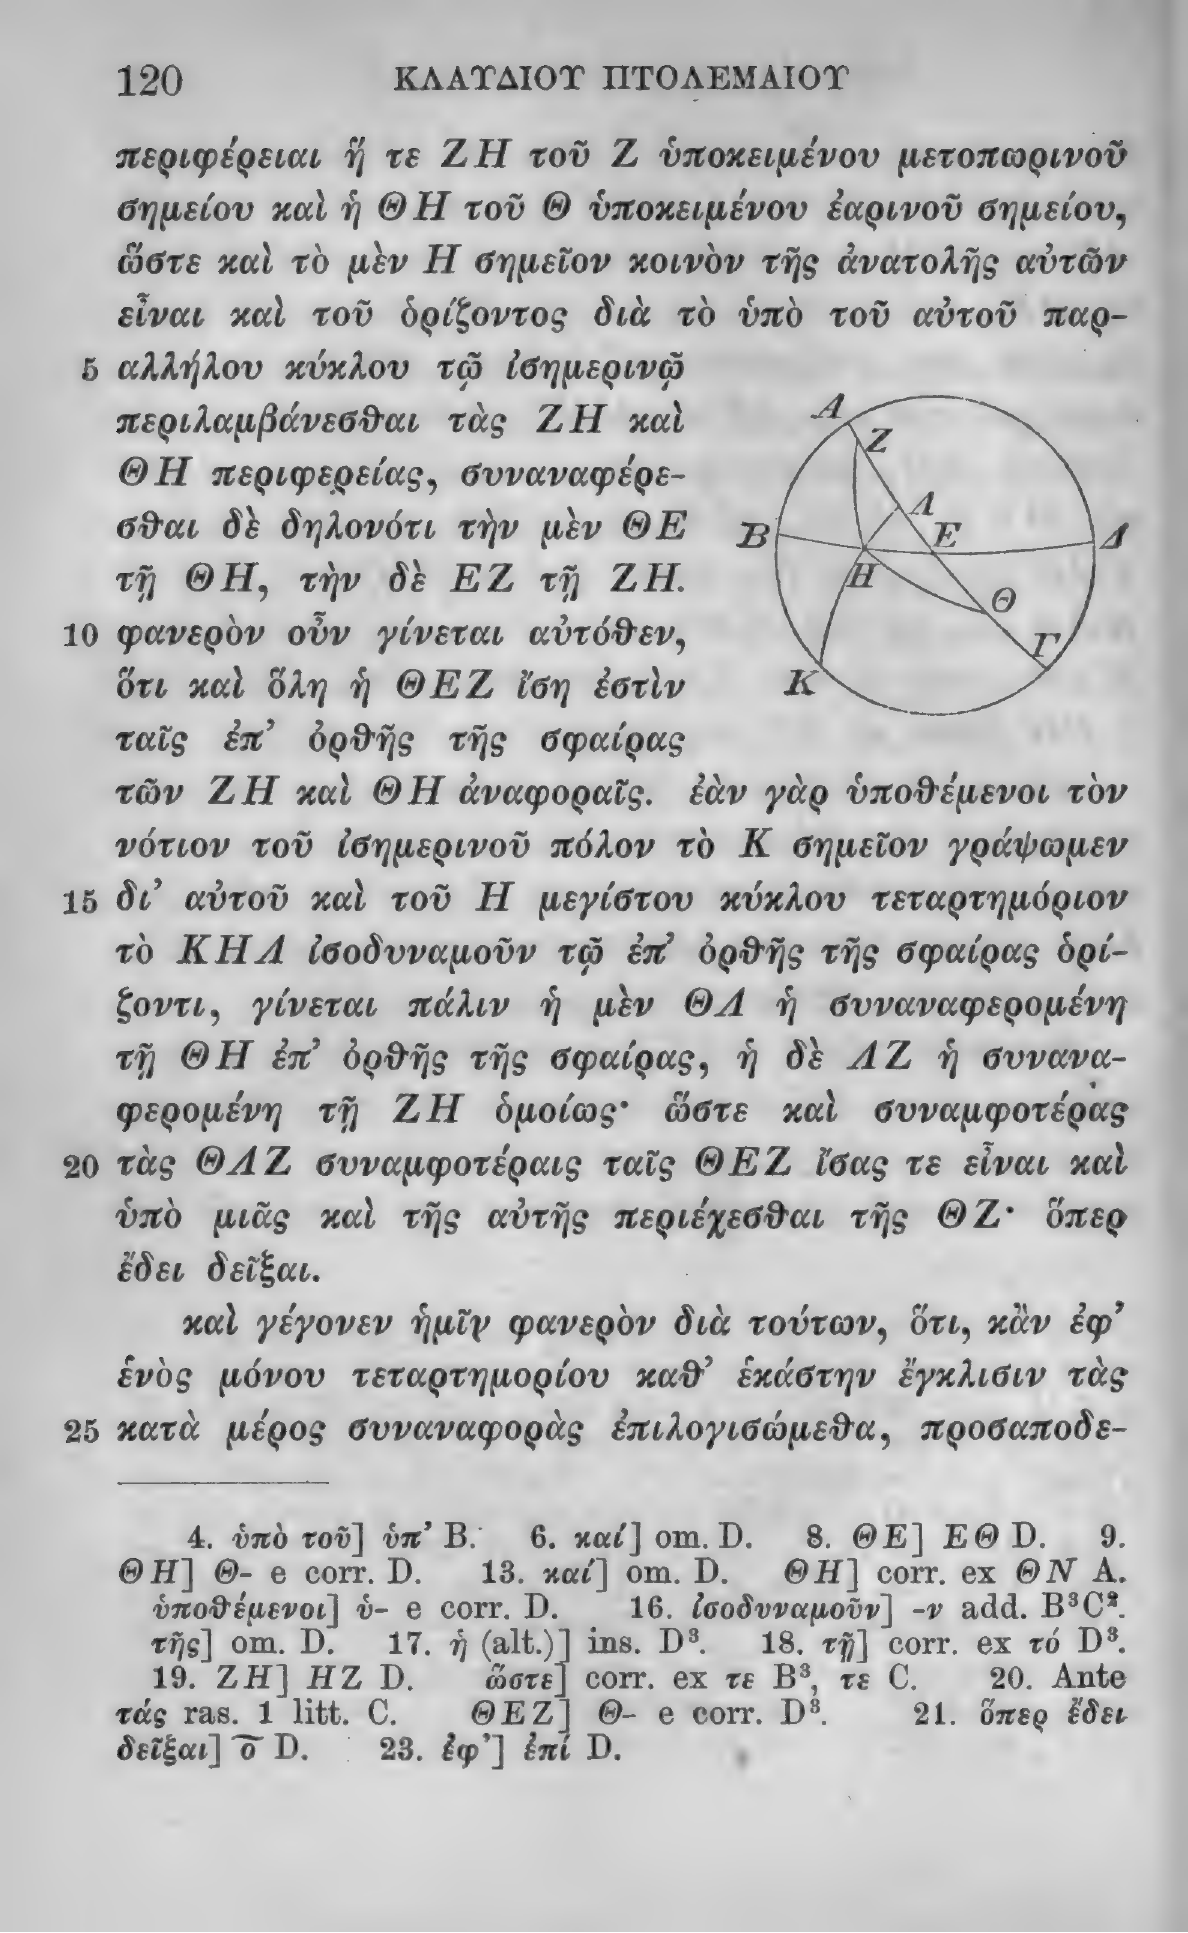 120 ΚΛΑΥΔΙΟΥ ΠΤΟΛΕΜΑΙΟΥ
περιφέρειαι ἥ τε ΖΗ τοῦ Ζ ὑποκειμένου μετοπωρινοῦ
σημείου καὶ ἡ ΘΗ τοῦ Θ ὑποκειμένου ἐαρινοῦ σημείου,
ὥστε καὶ τὸ μὲν Η σημεῖον κοινὸν τῆς ἀνατολῆς αὐτῶν
εἶναι καὶ τοῦ ὁρίζοντος διὰ τὸ ὑπὸ τοῦ αὐτοῦ παρ-
5 αλλήλου κύκλου τῷ ἰσημερινῷ
περιλαμβάνεσθαι τὰς ΖΗ καὶ
ΘΗ περιφερείας, συναναφέρε-
σθαι δὲ δηλονότι τὴν μὲν ΘΕ
τῇ ΘΗ, τὴν δὲ ΕΖ τῇ ΖΗ.
10 φανερὸν οὖν γίνεται αὐτόθεν,
ὅτι καὶ ὅλη ἡ ΘΕΖ ἴση ἐστὶν
ταῖς ἐπ’ ὀρθῆς τῆς σφαίρας
Α
Ζ
Λ
Β
Ε
Δ
Η
Θ
Γ
Κ
τῶν ΖΗ καὶ ΘΗ ἀναφοραῖς. ἐὰν γὰρ ὑποθέμενοι τὸν
νότιον τοῦ ἰσημερινοῦ πόλον τὸ Κ σημεῖον γράψωμεν
15 δι’ αὐτοῦ καὶ τοῦ Η μεγίστου κύκλου τεταρτημόριον
τὸ ΚΗΛ ἰσοδυναμοῦν τῷ ἐπ’ ὀρθῆς τῆς σφαίρας ὁρί-
ζοντι, γίνεται πάλιν ἡ μὲν ΘΛ ἡ συναναφερομένη
τῇ ΘΗ ἐπ’ ὀρθῆς τῆς σφαίρας, ἡ δὲ ΛΖ ἡ συνανα-
φερομένη τῇ ΖΗ ὁμοίως· ὥστε καὶ συναμφοτέρας
20 τὰς ΘΛΖ συναμφοτέραις ταῖς ΘΕΖ ἴσας τε εἶναι καὶ
ὑπὸ μιᾶς καὶ τῆς αὐτῆς περιέχεσθαι τῆς ΘΖ· ὅπερ
ἔδει δεῖξαι.
καὶ γέγονεν ἡμῖν φανερὸν διὰ τούτων, ὅτι, κἂν ἐφ’
ἑνὸς μόνου τεταρτημορίου καθ’ ἑκάστην ἔγκλισιν τὰς
25 κατὰ μέρος συναναφορὰς ἐπιλογισώμεθα, προσαποδε-
4. ὑπὸ τοῦ] ὑπ’ B. 6. καί] om. D. 8. ΘΕ] ΕΘ D. 9.
ΘΗ] Θ- e corr. D. 13. καί] om. D. ΘΗ] corr. ex ΘΝ A.
ὑποθέμενοι] ὑ- e corr. D. 16. ἰσοδυναμοῦν] -ν add. B³C².
τῆς] om. D. 17. ἡ (alt.)] ins. D³. 18. τῇ] corr. ex τό D³.
19. ΖΗ] ΗΖ D. ὥστε] corr. ex τε B³, τε C. 20. Ante
τάς ras. 1 litt. C. ΘΕΖ] Θ- e corr. D³. 21. ὅπερ ἔδει
δεῖξαι] ο̅ D. 23. ἐφ’] ἐπί D.